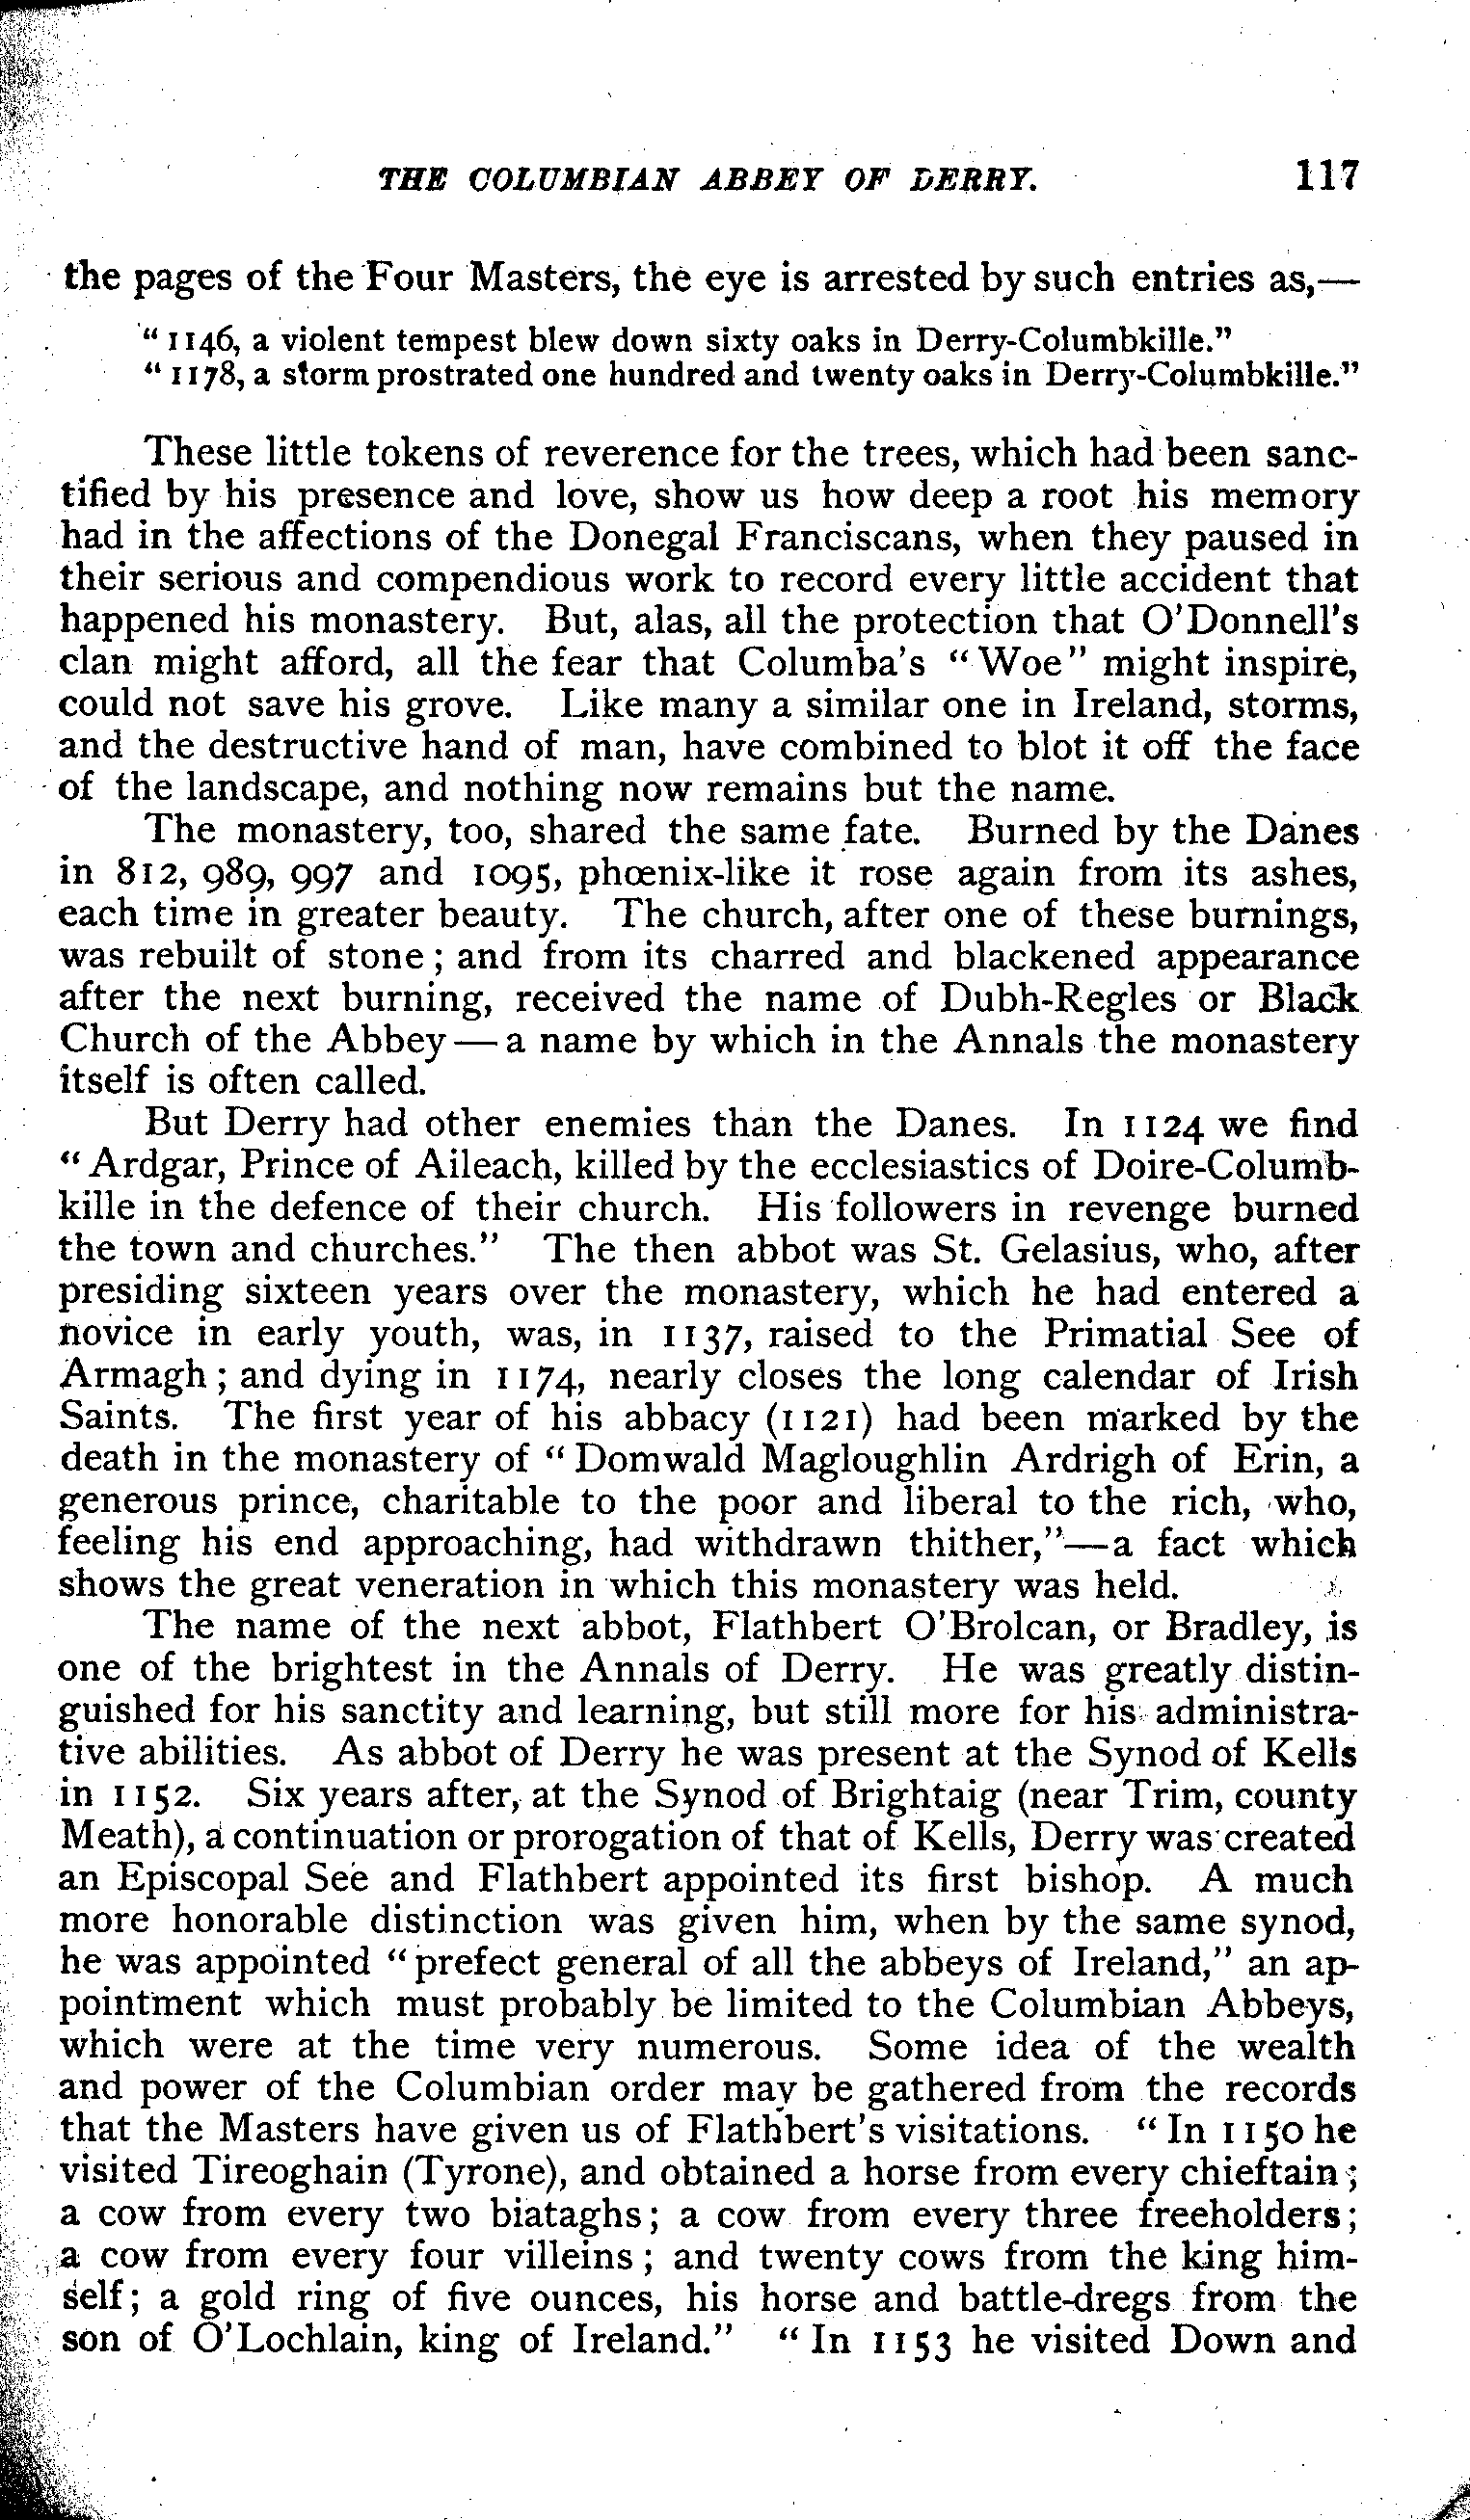 THE COLUMBIAN ABBEY OF DERRY. 117
the pages of the Four Masters, the eye is arrested by such entries as,—
"1146, a violent tempest blew down sixty oaks in Derry-Columbkille."
"1178, a storm prostrated one hundred and twenty oaks in Derry-Columbkille."
These little tokens of reverence for the trees, which had been sanc-
tified by his presence and love, show us how deep a root his memory
had in the affections of the Donegal Franciscans, when they paused in
their serious and compendious work to record every little accident that
happened his monastery. But, alas, all the protection that O'Donnell's
clan might afford, all the fear that Columba's "Woe" might inspire,
could not save his grove. Like many a similar one in Ireland, storms,
and the destructive hand of man, have combined to blot it off the face
of the landscape, and nothing now remains but the name.
The monastery, too, shared the same fate. Burned by the Danes
in 812, 989, 997 and 1095, phœnix-like it rose again from its ashes,
each time in greater beauty. The church, after one of these burnings,
was rebuilt of stone; and from its charred and blackened appearance
after the next burning, received the name of Dubh-Regles or Black
Church of the Abbey—a name by which in the Annals the monastery
itself is often called.
But Derry had other enemies than the Danes. In 1124 we find
"Ardgar, Prince of Aileach, killed by the ecclesiastics of Doire-Columb-
kille in the defence of their church. His followers in revenge burned
the town and churches." The then abbot was St. Gelasius, who, after
presiding sixteen years over the monastery, which he had entered a
novice in early youth, was, in 1137, raised to the Primatial See of
Armagh; and dying in 1174, nearly closes the long calendar of Irish
Saints. The first year of his abbacy (1121) had been marked by the
death in the monastery of "Domwald Magloughlin Ardrigh of Erin, a
generous prince, charitable to the poor and liberal to the rich, who,
feeling his end approaching, had withdrawn thither,"—a fact which
shows the great veneration in which this monastery was held.
The name of the next abbot, Flathbert O'Brolcan, or Bradley, is
one of the brightest in the Annals of Derry. He was greatly distin-
guished for his sanctity and learning, but still more for his administra-
tive abilities. As abbot of Derry he was present at the Synod of Kells
in 1152. Six years after, at the Synod of Brightaig (near Trim, county
Meath), a continuation or prorogation of that of Kells, Derry was created
an Episcopal See and Flathbert appointed its first bishop. A much
more honorable distinction was given him, when by the same synod,
he was appointed "prefect general of all the abbeys of Ireland," an ap-
pointment which must probably be limited to the Columbian Abbeys,
which were at the time very numerous. Some idea of the wealth
and power of the Columbian order may be gathered from the records
that the Masters have given us of Flathbert's visitations. "In 1150 he
visited Tireoghain (Tyrone), and obtained a horse from every chieftain;
a cow from every two biataghs; a cow from every three freeholders;
a cow from every four villeins; and twenty cows from the king him-
self; a gold ring of five ounces, his horse and battle-dregs from the
son of O'Lochlain, king of Ireland." "In 1153 he visited Down and